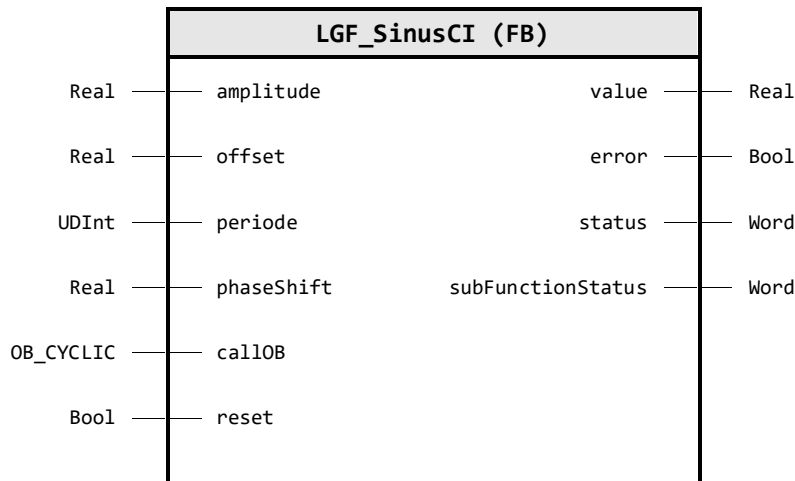 LGF_SinusCI (FB)
Real amplitude value Real
Real offset error Bool
UDInt periode status Word
Real phaseShift subFunctionStatus Word
OB_CYCLIC callOB
Bool reset